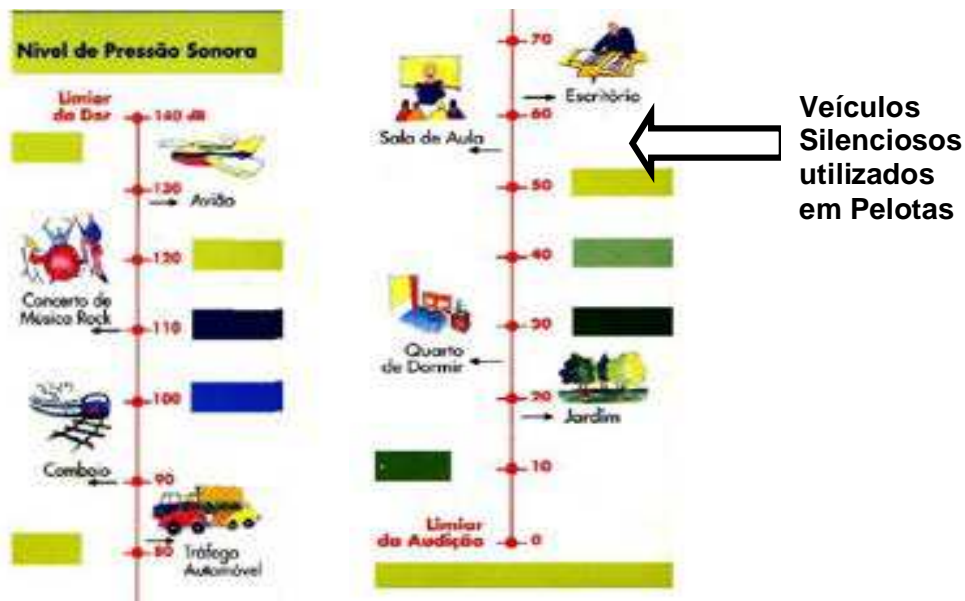 Nível de Pressão Sonora
Limiar
da Dor
140 dB
130
Avião
120
Concerto de
Música Rock
110
100
Comboio
90
80
Tráfego
Automóvel
70
Escritório
60
Sala de Aula
50
40
30
Quarto
de Dormir
20
Jardim
10
Limiar
da Audição
0
Veículos
Silenciosos
utilizados
em Pelotas